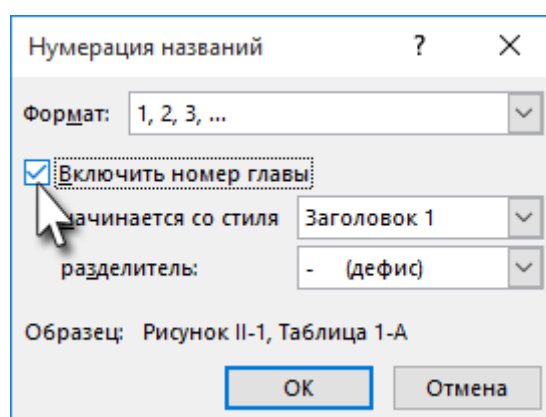 Нумерация названий ? ×
Формат: 1, 2, 3, ...
Включить номер главы
начинается со стиля Заголовок 1
разделитель: - (дефис)
Образец: Рисунок II-1, Таблица 1-A
ОК Отмена